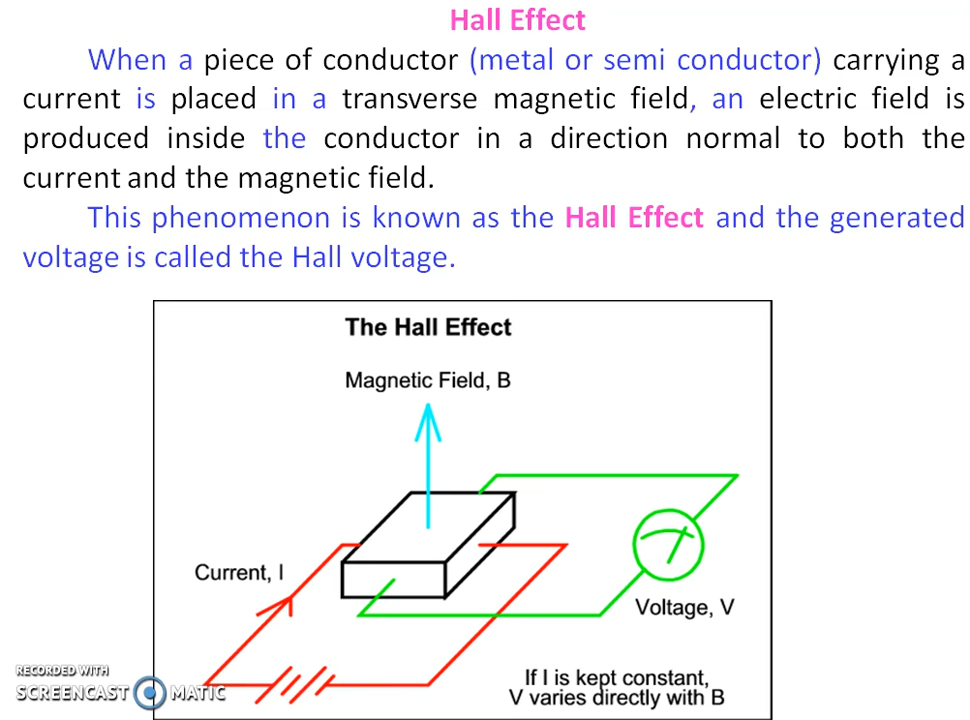 Hall Effect
When a piece of conductor (metal or semi conductor) carrying a
current is placed in a transverse magnetic field, an electric field is
produced inside the conductor in a direction normal to both the
current and the magnetic field.
This phenomenon is known as the Hall Effect and the generated
voltage is called the Hall voltage.
The Hall Effect
Magnetic Field, B
Current, I
Voltage, V
If I is kept constant,
V varies directly with B
RECORDED WITH
SCREENCAST MATIC